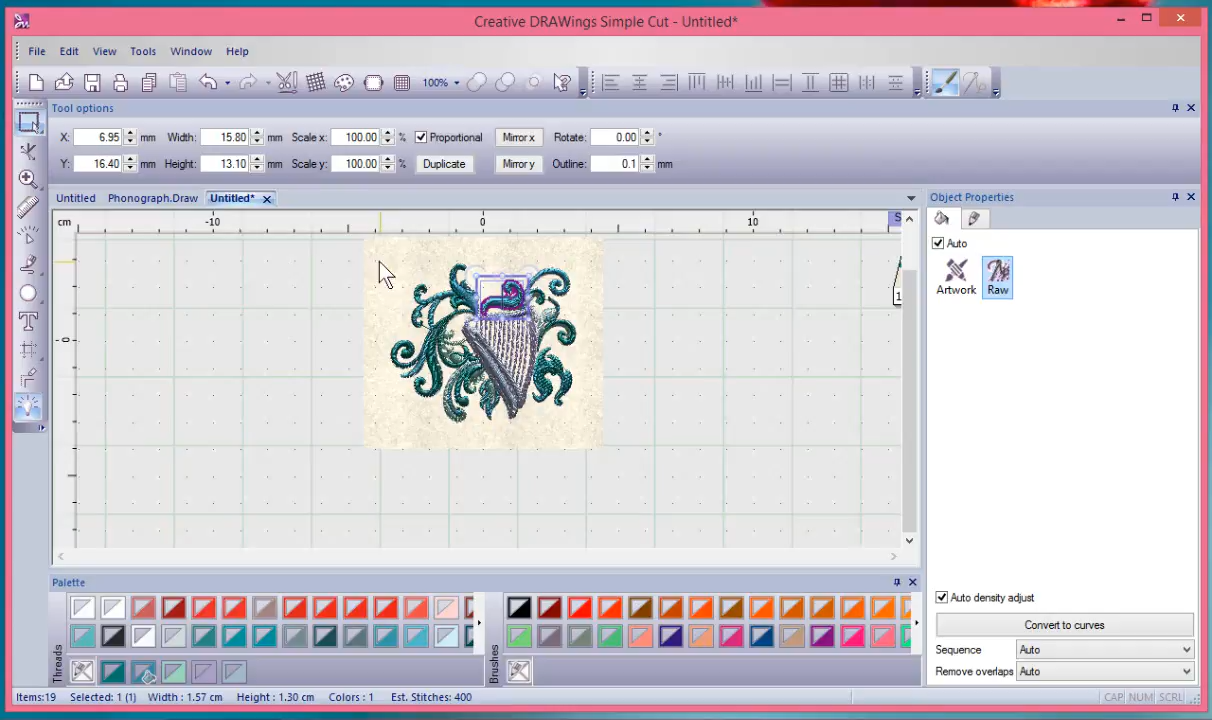 Creative DRAWings Simple Cut - Untitled*
File Edit View Tools Window Help
100%
Tool options
X: 6.95 mm Width: 15.80 mm Scale x: 100.00 % Proportional Mirror x Rotate: 0.00 °
Y: 16.40 mm Height: 13.10 mm Scale y: 100.00 % Duplicate Mirror y Outline: 0.1 mm
Untitled Phonograph.Draw Untitled*
Object Properties
cm -10 0 10 S
Auto
Artwork Raw
1
0
Palette
Auto density adjust
Convert to curves
Sequence Auto
Threads
Brushes
Remove overlaps Auto
Items:19 Selected: 1 (1) Width : 1.57 cm Height : 1.30 cm Colors : 1 Est. Stitches: 400 CAP NUM SCRL